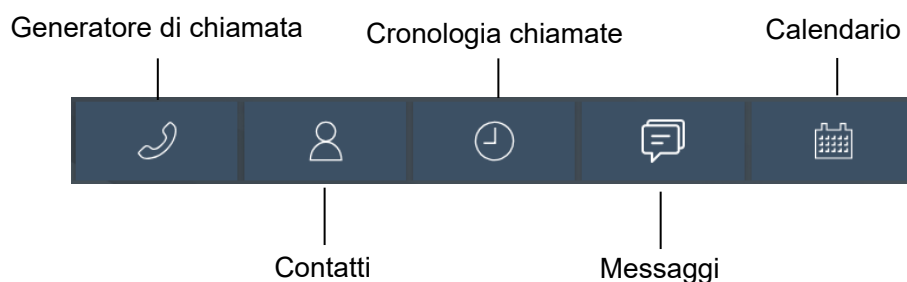 Generatore di chiamata
Cronologia chiamate
Calendario
Contatti
Messaggi